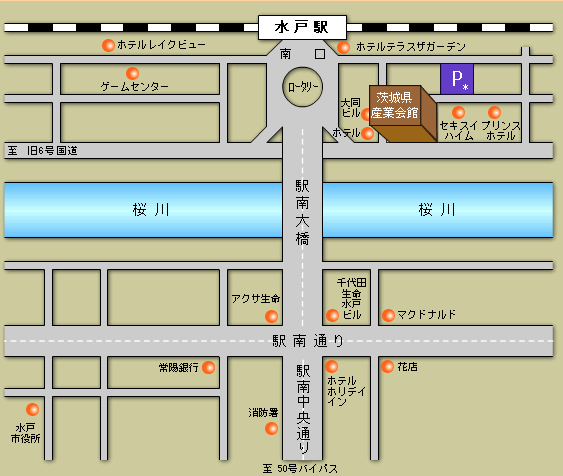 水戸駅
南 口
ホテルレイクビュー
ホテルテラスザガーデン
ゲームセンター
ロータリー
P*
大同
ビル
茨城県
産業会館
ホテル
セキスイ
ハイム
プリンス
ホテル
至 旧6号国道
桜川
駅南大橋
桜川
アクサ生命
千代田
生命
水戸
ビル
マクドナルド
駅南通り
常陽銀行
駅南中央通り
ホテル
ホリデイ
イン
花店
水戸
市役所
消防署
至 50号バイパス